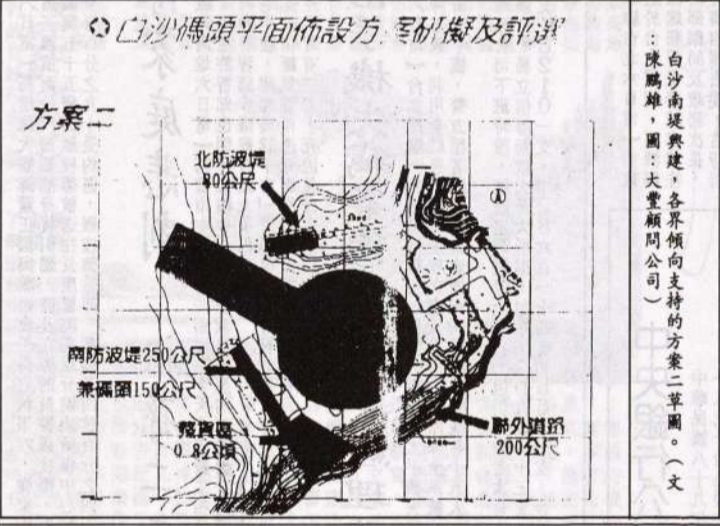 白沙碼頭平面佈設方案研擬及評選
方案二
北防波堤
80公尺
南防波堤250公尺
兼碼頭150公尺
0.8公頃
聯外道路
200公尺
白沙南堤興建，各界傾向支持的方案二草圖。（文
：陳鵬雄，圖：大豐顧問公司）